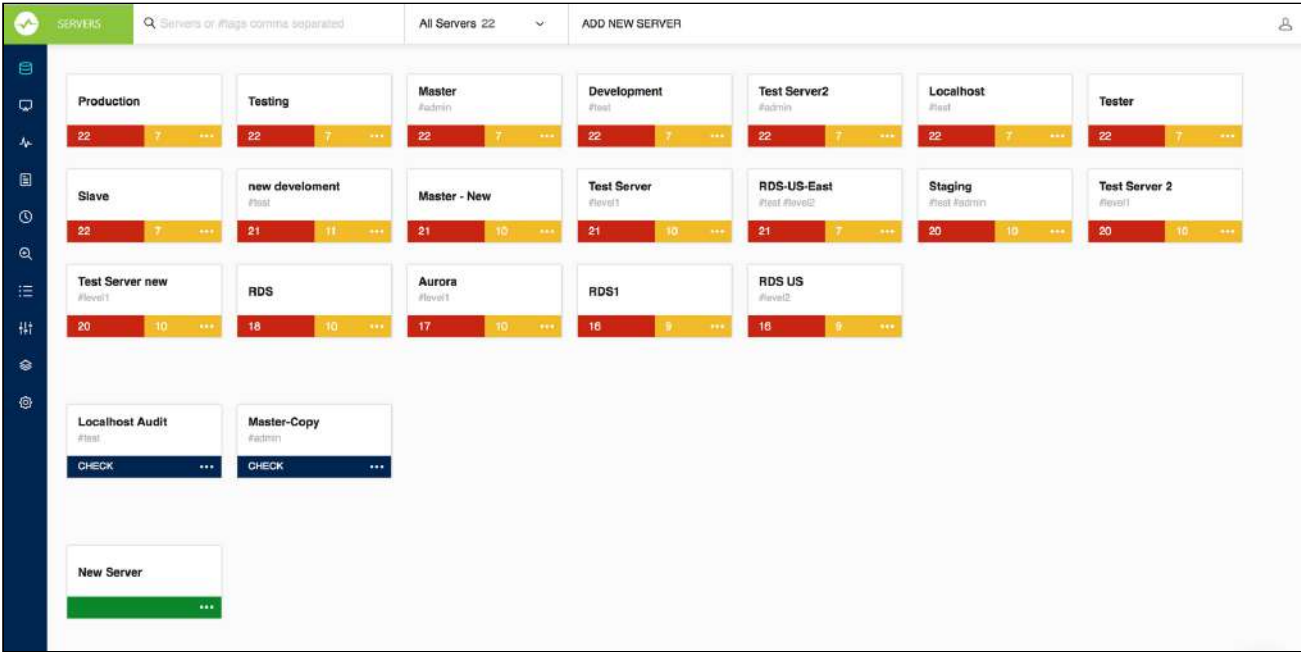 SERVERS
Servers or #tags comma separated
All Servers 22
ADD NEW SERVER
Production
22 7
Testing
22 7
Master
#admin
22 7
Development
#test
22 7
Test Server2
#admin
22 7
Localhost
#test
22 7
Tester
22 7
Slave
22 7
new develoment
#test
21 11
Master - New
21 10
Test Server
#level1
21 10
RDS-US-East
#test #level2
21 7
Staging
#test #admin
20 10
Test Server 2
#level1
20 10
Test Server new
#level1
20 10
RDS
18 10
Aurora
#level1
17 10
RDS1
16 9
RDS US
#level2
16 9
Localhost Audit
#test
CHECK
Master-Copy
#admin
CHECK
New Server